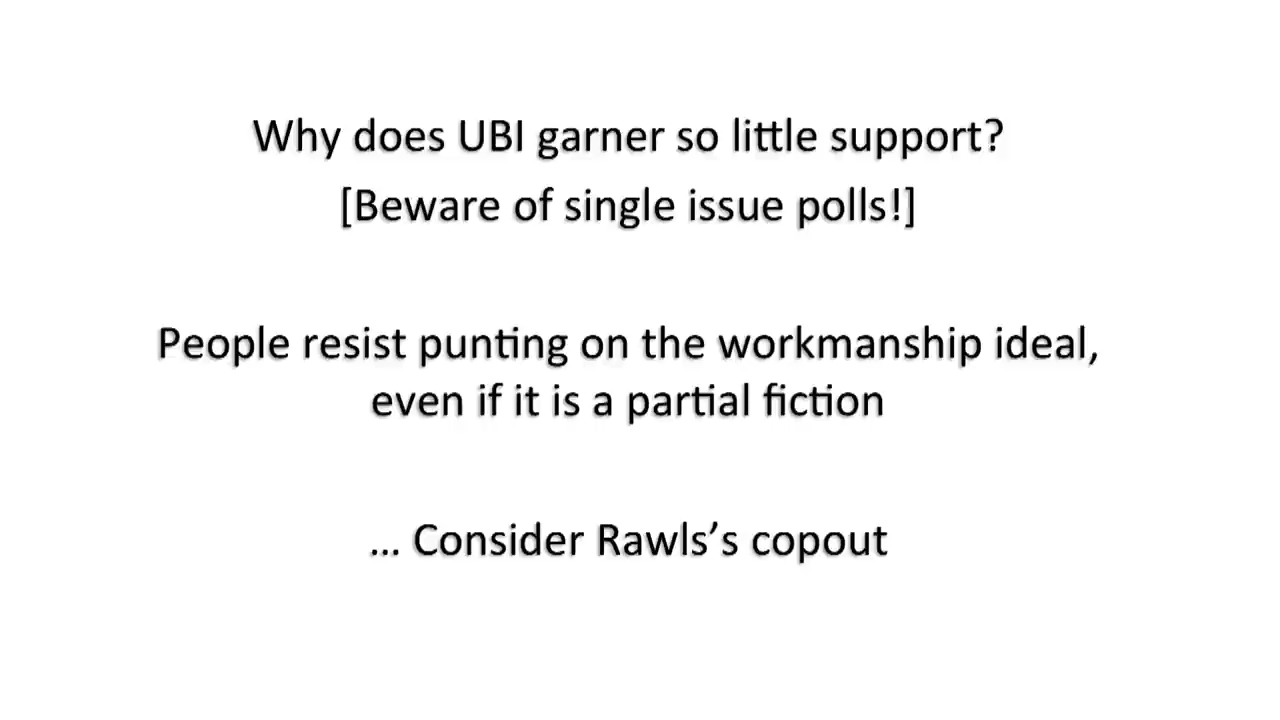 Why does UBI garner so little support?
[Beware of single issue polls!]
People resist punting on the workmanship ideal,
even if it is a partial fiction
... Consider Rawls’s copout